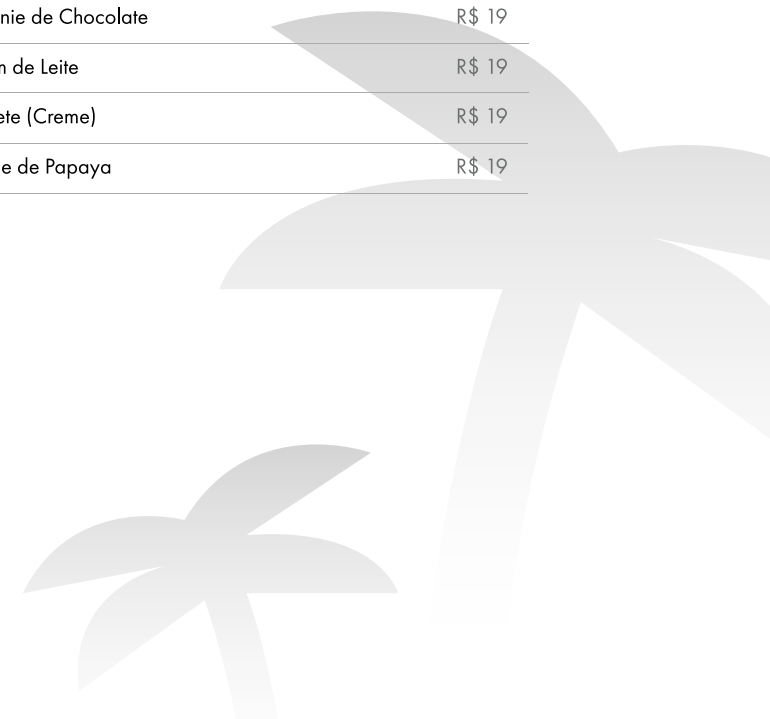 nie de Chocolate R$ 19
m de Leite R$ 19
ete (Creme) R$ 19
e de Papaya R$ 19